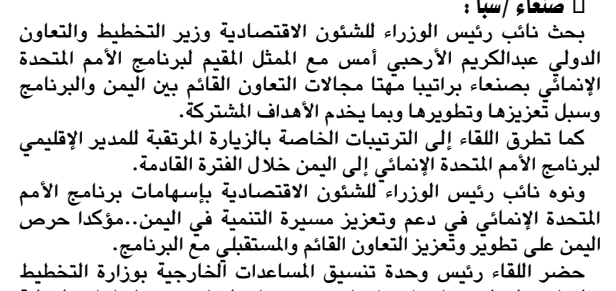 صنعاء /سبأ :
بحث نائب رئيس الوزراء للشئون الاقتصادية وزير التخطيط والتعاون
الدولي عبدالكريم الأرحبي أمس مع الممثل المقيم لبرنامج الأمم المتحدة
الإنمائي بصنعاء براتيبا مهتا مجالات التعاون القائم بين اليمن والبرنامج
وسبل تعزيزها وتطويرها وبما يخدم الأهداف المشتركة.
كما تطرق اللقاء إلى الترتيبات الخاصة بالزيارة المرتقبة للمدير الإقليمي
لبرنامج الأمم المتحدة الإنمائي إلى اليمن خلال الفترة القادمة.
ونوه نائب رئيس الوزراء للشئون الاقتصادية بإسهامات برنامج الأمم
المتحدة الإنمائي في دعم وتعزيز مسيرة التنمية في اليمن..مؤكدا حرص
اليمن على تطوير وتعزيز التعاون القائم والمستقبلي مع البرنامج.
حضر اللقاء رئيس وحدة تنسيق المساعدات الخارجية بوزارة التخطيط